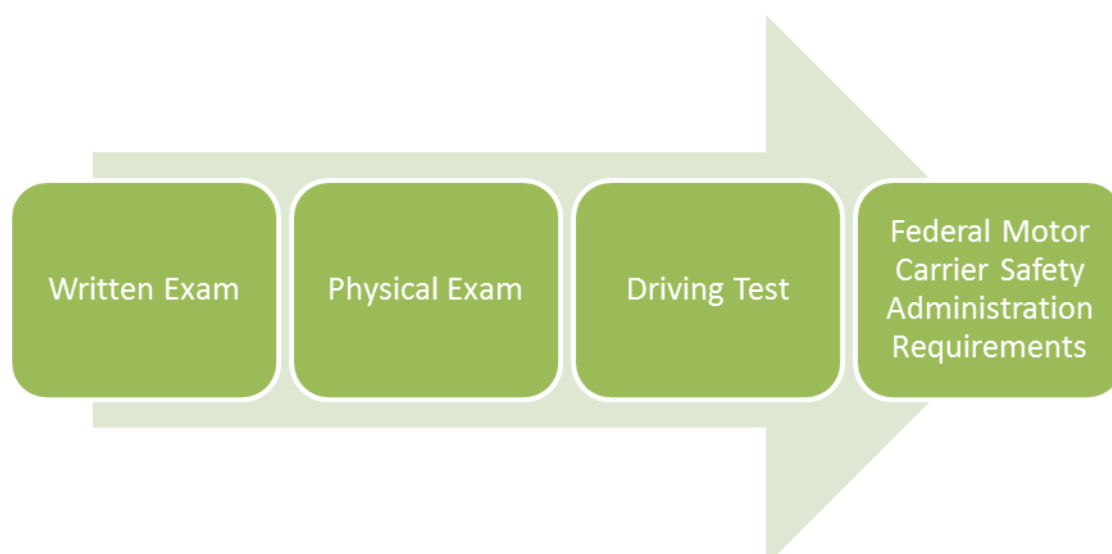 Written Exam
Physical Exam
Driving Test
Federal Motor
Carrier Safety
Administration
Requirements